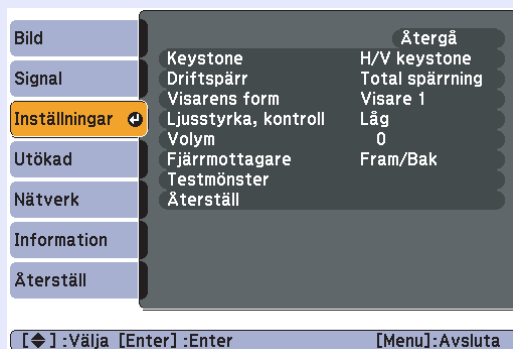 Bild
Signal
Inställningar
Utökad
Nätverk
Information
Återställ
Återgå
Keystone H/V keystone
Driftspärr Total spärrning
Visarens form Visare 1
Ljusstyrka, kontroll Låg
Volym 0
Fjärrmottagare Fram/Bak
Testmönster
Återställ
[◆] :Välja [Enter] :Enter [Menu]:Avsluta